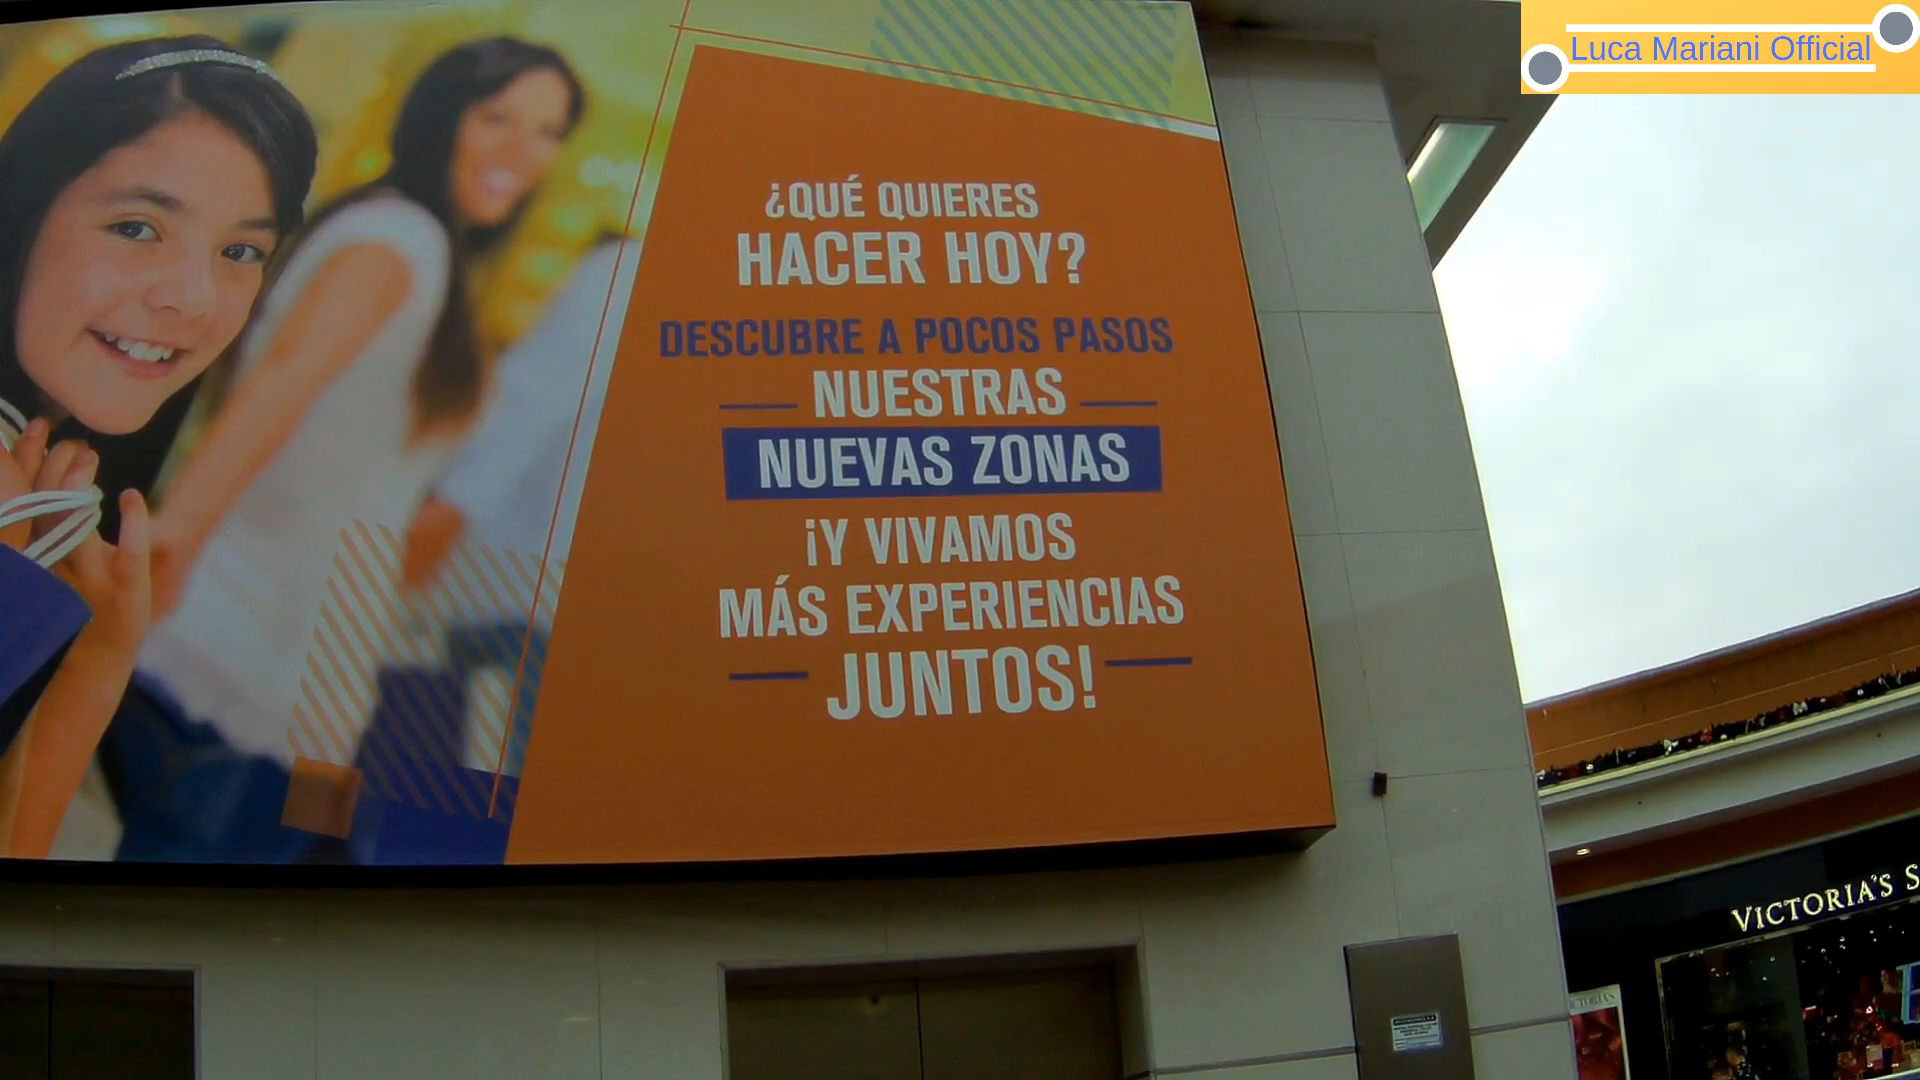 Luca Mariani Official
¿QUÉ QUIERES
HACER HOY?
DESCUBRE A POCOS PASOS
NUESTRAS
NUEVAS ZONAS
¡Y VIVAMOS
MÁS EXPERIENCIAS
JUNTOS!
VICTORIA'S S